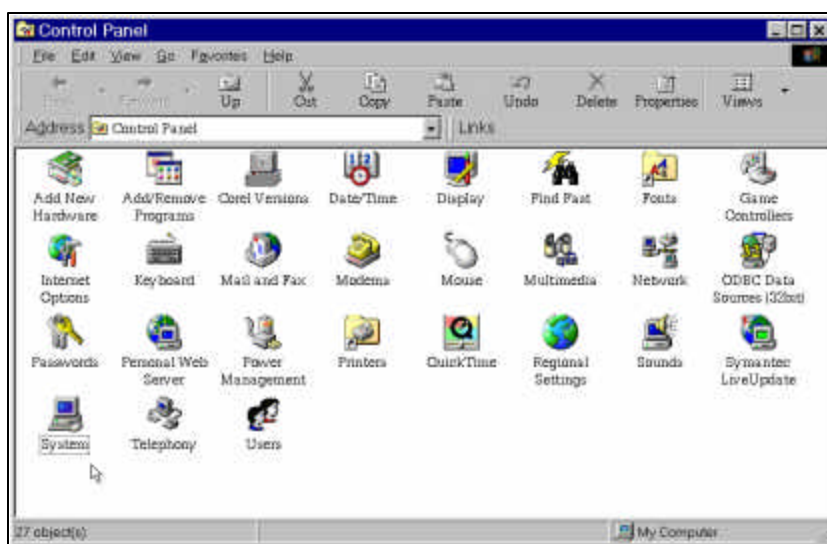 Control Panel
File Edit View Go Favorites Help
Up Cut Copy Paste Undo Delete Properties Views
Address Control Panel Links
Add New Hardware
Add/Remove Programs
Corel Versions
Date/Time
Display
Find Fast
Fonts
Game Controllers
Internet Options
Keyboard
Mail and Fax
Modems
Mouse
Multimedia
Network
ODBC Data Sources (32bit)
Passwords
Personal Web Server
Power Management
Printers
QuickTime
Regional Settings
Sounds
Symantec LiveUpdate
System
Telephony
Users
27 object(s) My Computer